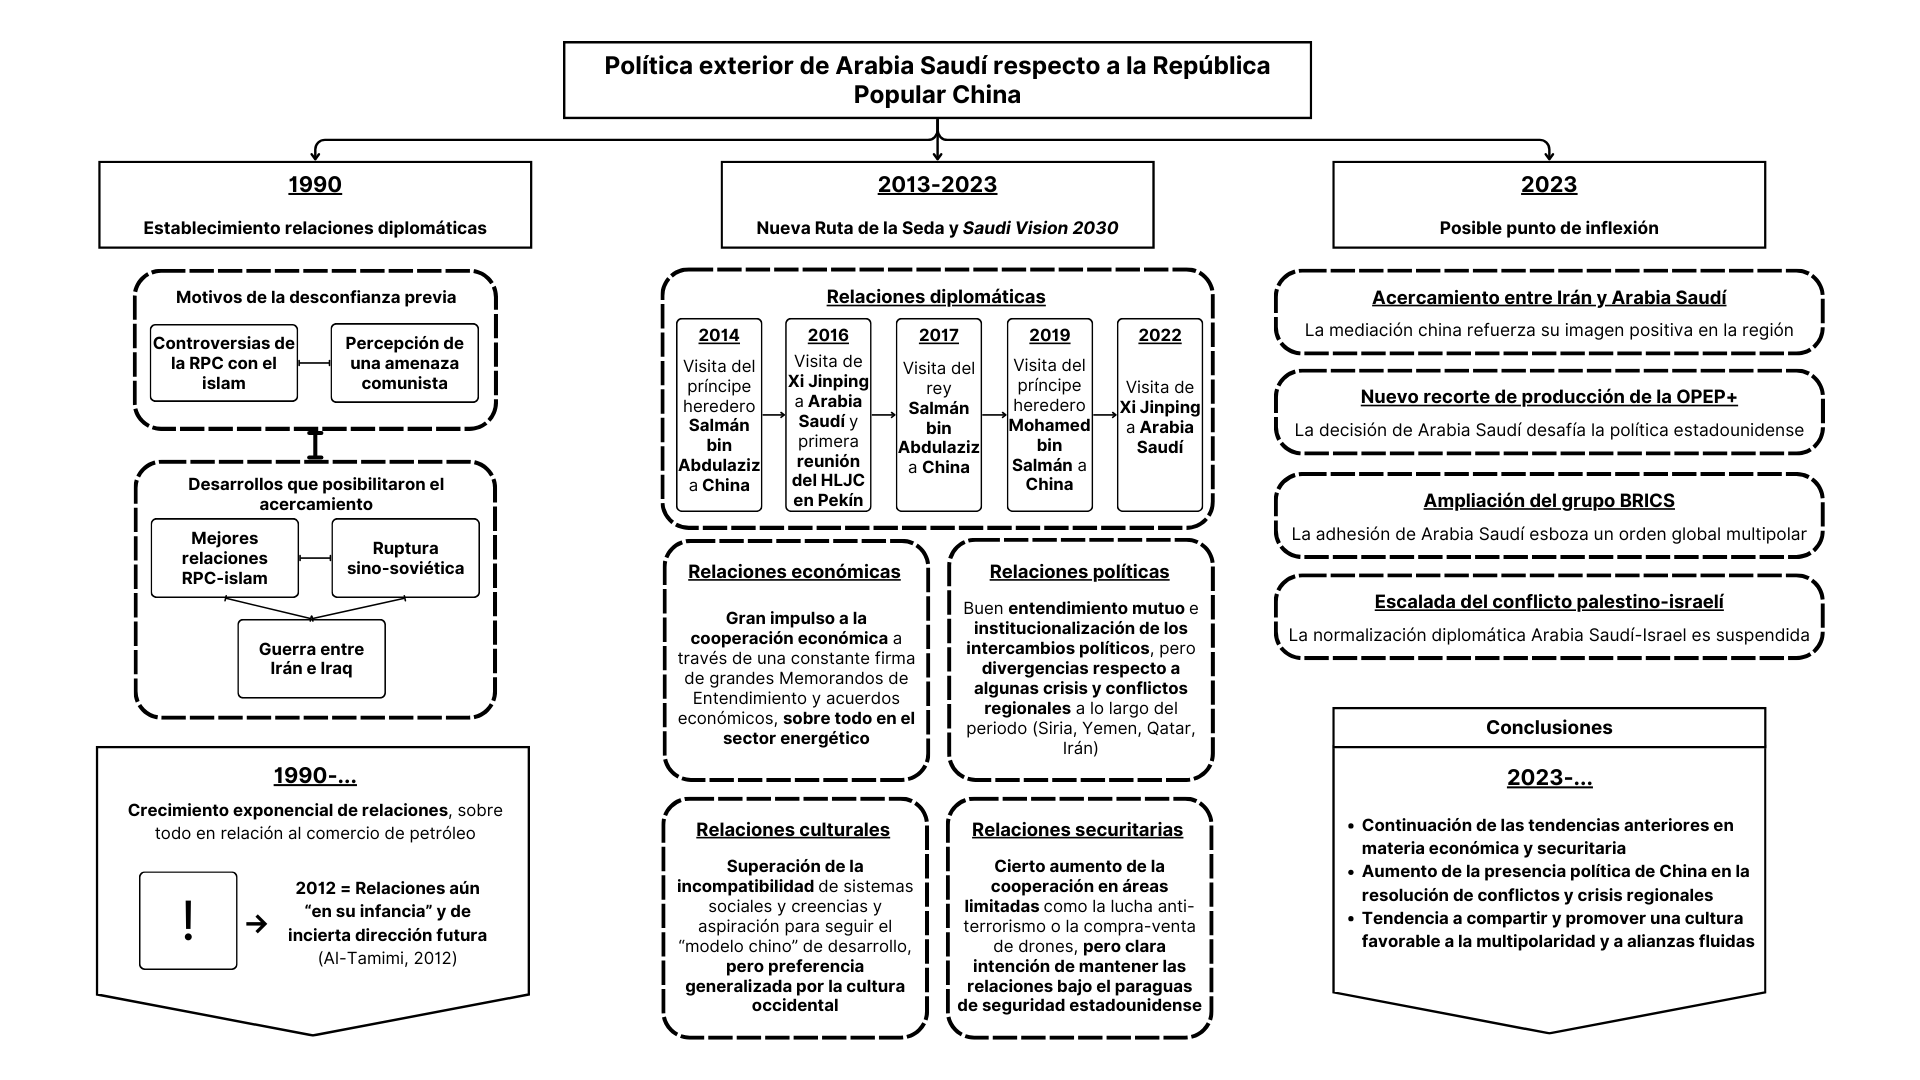 Política exterior de Arabia Saudí respecto a la República
Popular China
1990
Establecimiento relaciones diplomáticas
Motivos de la desconfianza previa
Controversias de
la RPC con el
islam
Percepción de
una amenaza
comunista
Desarrollos que posibilitaron el
acercamiento
Mejores
relaciones
RPC-islam
Ruptura
sino-soviética
Guerra entre
Irán e Iraq
1990-...
Crecimiento exponencial de relaciones, sobre
todo en relación al comercio de petróleo
!
2012 = Relaciones aún
“en su infancia” y de
incierta dirección futura
(Al-Tamimi, 2012)
2013-2023
Nueva Ruta de la Seda y Saudi Vision 2030
Relaciones diplomáticas
2014
Visita del
príncipe
heredero
Salmán
bin
Abdulaziz
a China
2016
Visita de
Xi Jinping
a Arabia
Saudí y
primera
reunión
del HLJC
en Pekín
2017
Visita del
rey
Salmán
bin
Abdulaziz
a China
2019
Visita del
príncipe
heredero
Mohamed
bin
Salmán a
China
2022
Visita de
Xi Jinping
a Arabia
Saudí
Relaciones económicas
Gran impulso a la
cooperación económica a
través de una constante firma
de grandes Memorandos de
Entendimiento y acuerdos
económicos, sobre todo en el
sector energético
Relaciones políticas
Buen entendimiento mutuo e
institucionalización de los
intercambios políticos, pero
divergencias respecto a
algunas crisis y conflictos
regionales a lo largo del
periodo (Siria, Yemen, Qatar,
Irán)
Relaciones culturales
Superación de la
incompatibilidad de sistemas
sociales y creencias y
aspiración para seguir el
“modelo chino” de desarrollo,
pero preferencia
generalizada por la cultura
occidental
Relaciones securitarias
Cierto aumento de la
cooperación en áreas
limitadas como la lucha anti-
terrorismo o la compra-venta
de drones, pero clara
intención de mantener las
relaciones bajo el paraguas
de seguridad estadounidense
2023
Posible punto de inflexión
Acercamiento entre Irán y Arabia Saudí
La mediación china refuerza su imagen positiva en la región
Nuevo recorte de producción de la OPEP+
La decisión de Arabia Saudí desafía la política estadounidense
Ampliación del grupo BRICS
La adhesión de Arabia Saudí esboza un orden global multipolar
Escalada del conflicto palestino-israelí
La normalización diplomática Arabia Saudí-Israel es suspendida
Conclusiones
2023-...
• Continuación de las tendencias anteriores en
materia económica y securitaria
• Aumento de la presencia política de China en la
resolución de conflictos y crisis regionales
• Tendencia a compartir y promover una cultura
favorable a la multipolaridad y a alianzas fluidas